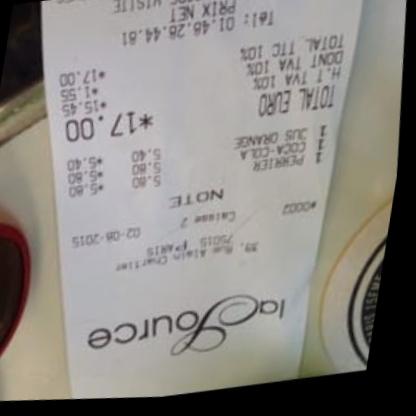 la Source
39, Rue Alain Chartier
75015 PARIS
Caisse 2 02-08-2015
#0002
NOTE
1 PERRIER 5.80 *5.80
1 COCA-COLA 5.80 *5.80
1 JUS ORANGE 5.40 *5.40
TOTAL EURO *17.00
H.T TVA 10% *15.45
DONT TVA 10% *1.55
TOTAL TTC 10% *17.00
Tél: 01.48.28.44.81
PRIX NET
VISITE